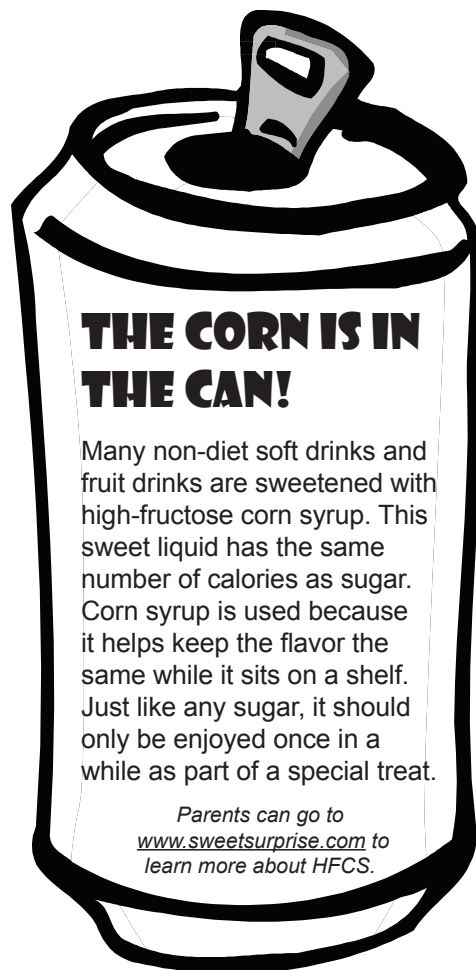 THE CORN IS IN
THE CAN!
Many non-diet soft drinks and
fruit drinks are sweetened with
high-fructose corn syrup. This
sweet liquid has the same
number of calories as sugar.
Corn syrup is used because
it helps keep the flavor the
same while it sits on a shelf.
Just like any sugar, it should
only be enjoyed once in a
while as part of a special treat.
Parents can go to
www.sweetsurprise.com to
learn more about HFCS.